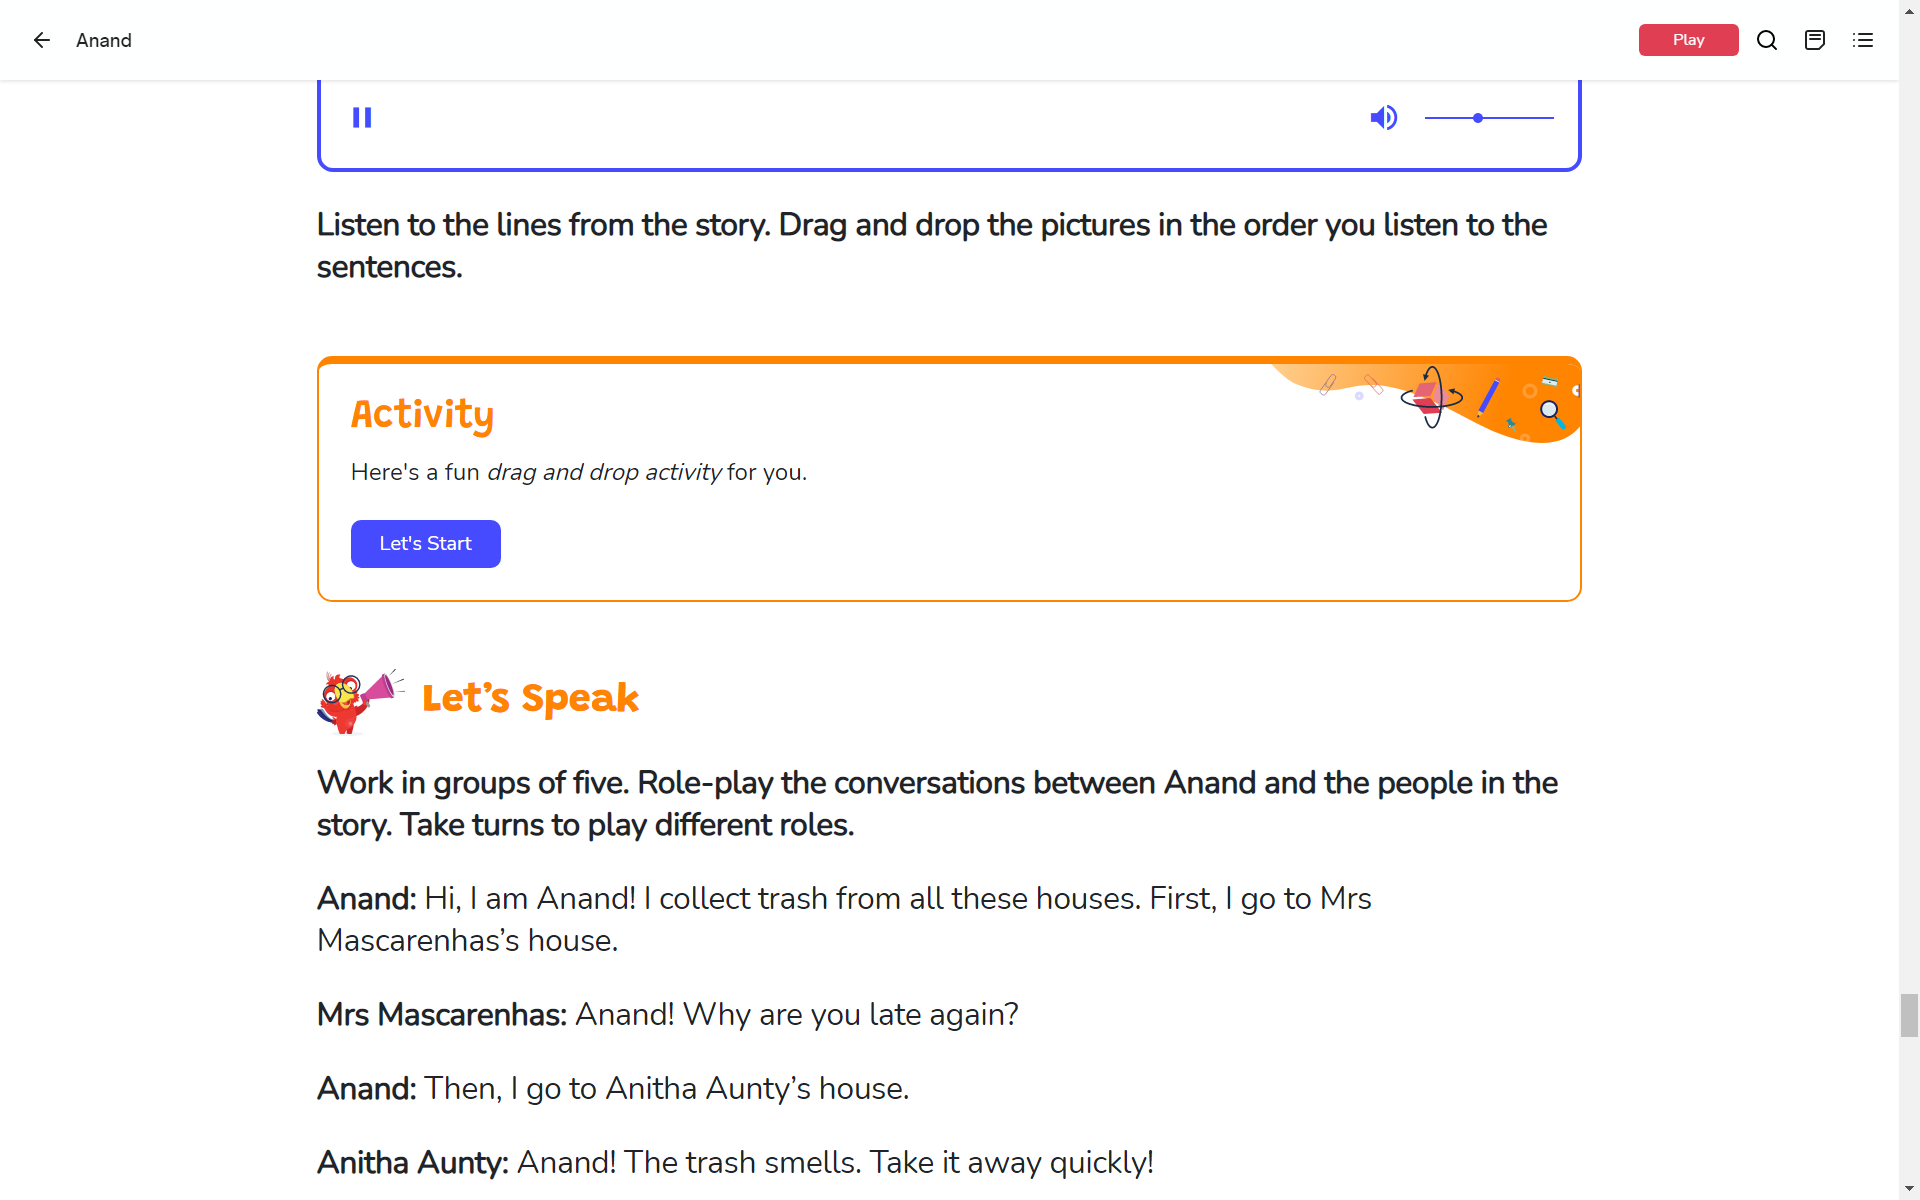 Anand
Play
Listen to the lines from the story. Drag and drop the pictures in the order you listen to the
sentences.
Activity
Here's a fun drag and drop activity for you.
Let's Start
Let’s Speak
Work in groups of five. Role-play the conversations between Anand and the people in the
story. Take turns to play different roles.
Anand: Hi, I am Anand! I collect trash from all these houses. First, I go to Mrs
Mascarenhas’s house.
Mrs Mascarenhas: Anand! Why are you late again?
Anand: Then, I go to Anitha Aunty’s house.
Anitha Aunty: Anand! The trash smells. Take it away quickly!